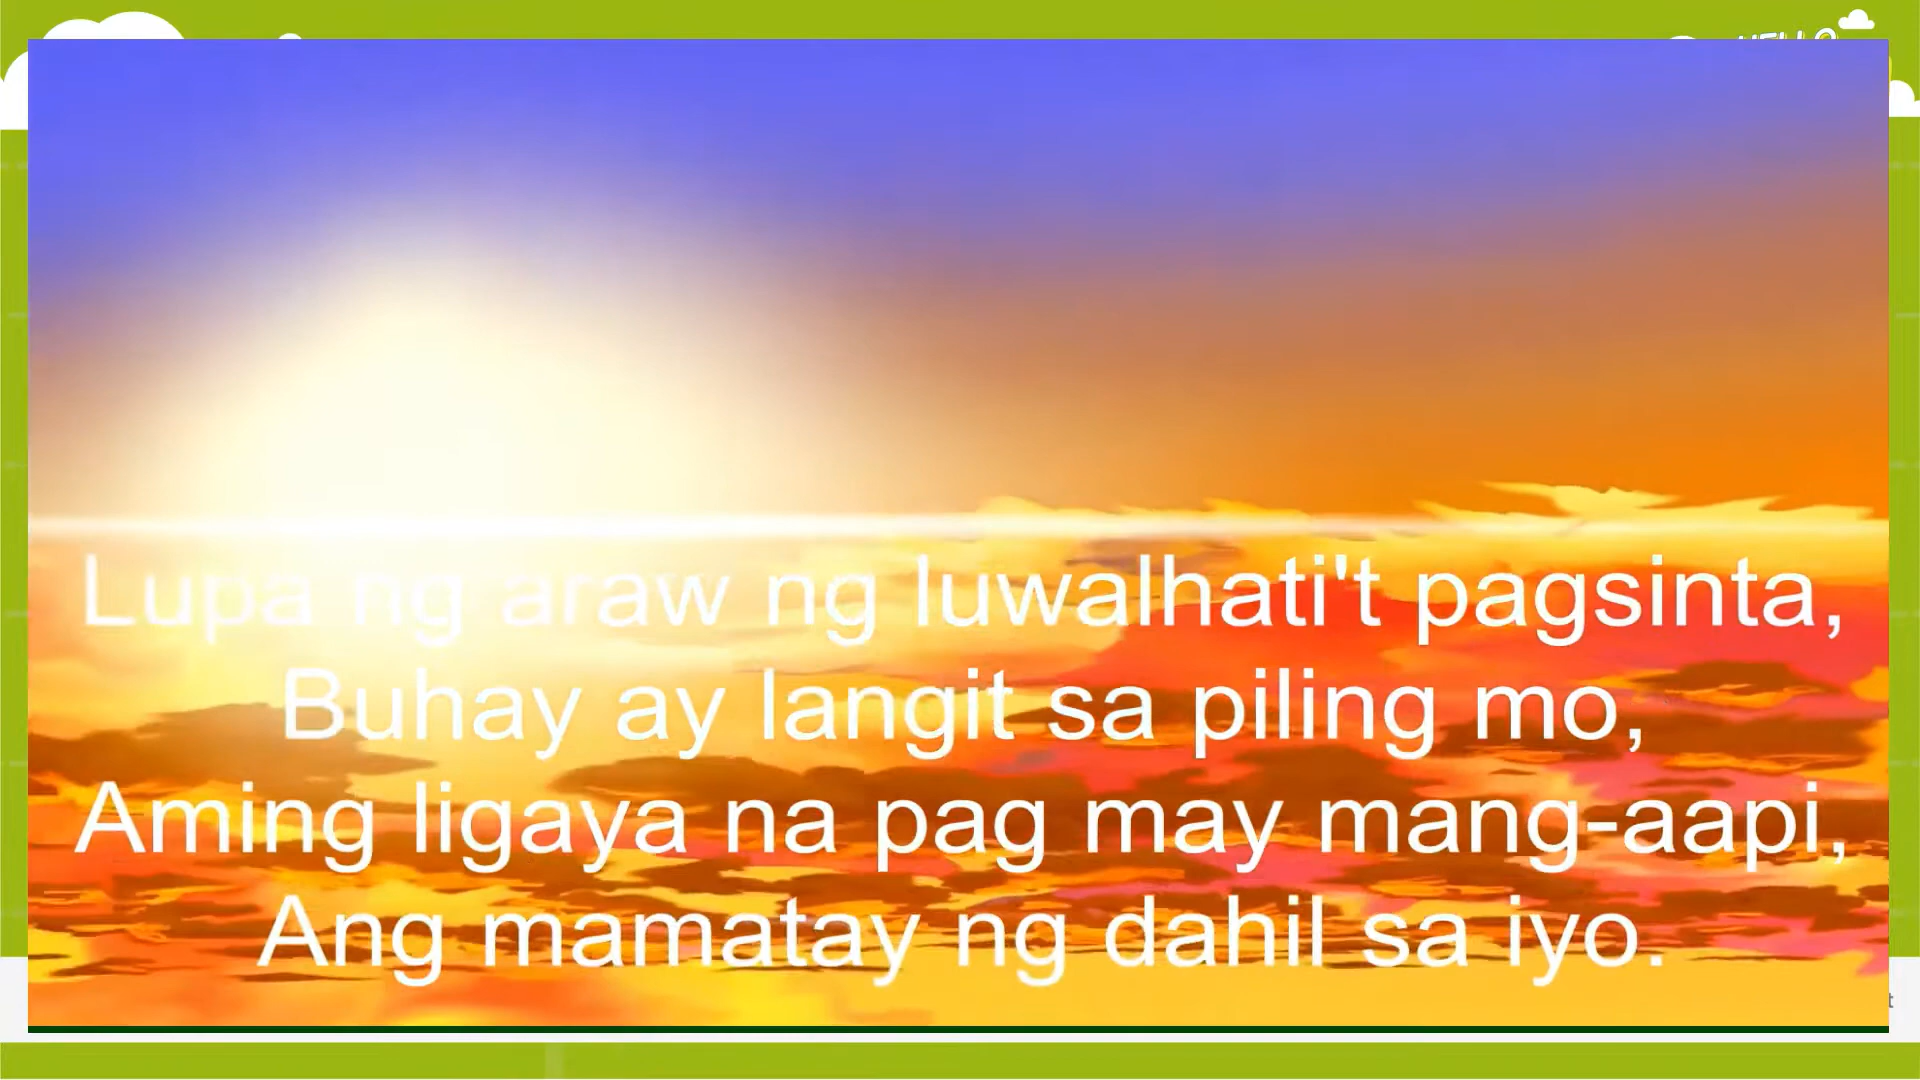 HELLO
Lupa ng araw ng luwalhati't pagsinta,
Buhay ay langit sa piling mo,
Aming ligaya na pag may mang-aapi,
Ang mamatay ng dahil sa iyo.